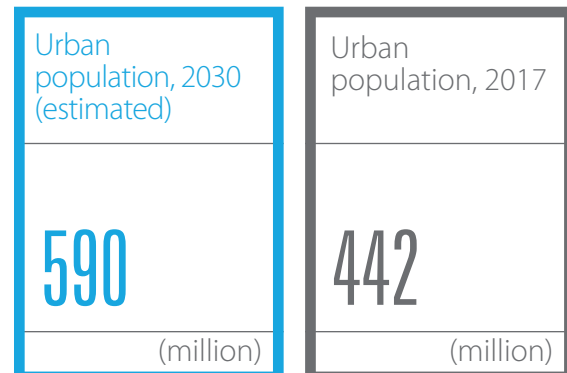 Urban
population, 2030
(estimated)
590
(million)
Urban
population, 2017
442
(million)